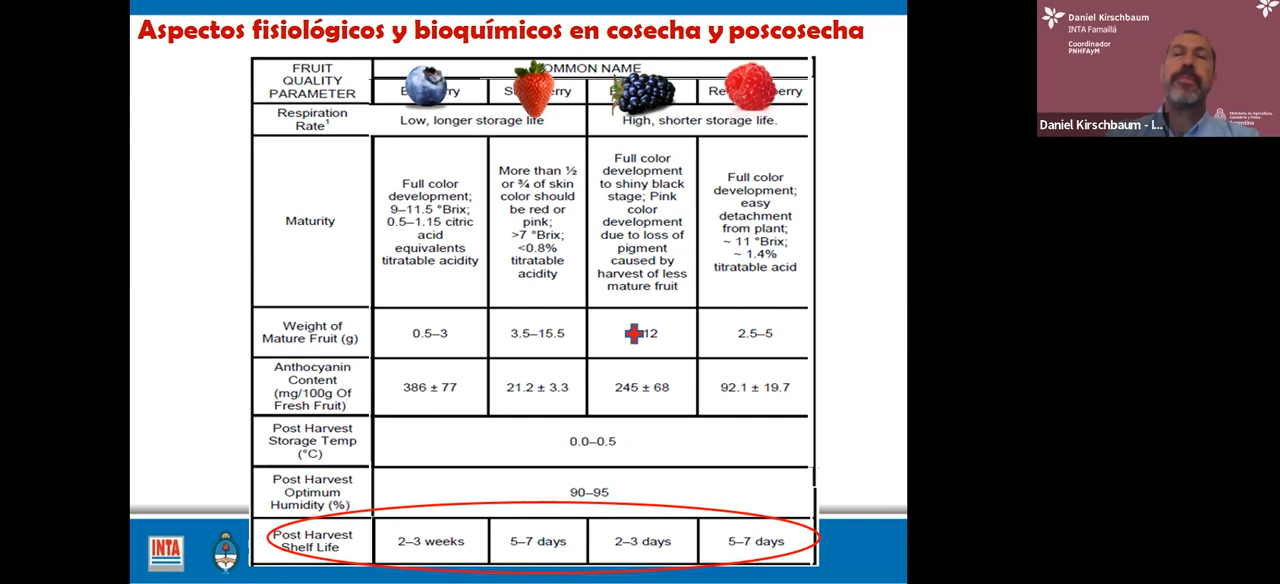 Aspectos fisiológicos y bioquímicos en cosecha y poscosecha
FRUIT
QUALITY
PARAMETER
COMMON NAME
Respiration
Rate¹
Low, longer storage life
High, shorter storage life.
Maturity
Full color
development;
9–11.5 °Brix;
0.5–1.15 citric
acid
equivalents
titratable acidity
More than ½
or ¾ of skin
color should
be red or
pink;
>7 °Brix;
<0.8%
titratable
acidity
Full color
development
to shiny black
stage; Pink
color
development
due to loss of
pigment
caused by
harvest of less
mature fruit
Full color
development;
easy
detachment
from plant;
~ 11 °Brix;
~ 1.4%
titratable acid
Weight of
Mature Fruit (g)
0.5–3
3.5–15.5
12
2.5–5
Anthocyanin
Content
(mg/100g Of
Fresh Fruit)
386 ± 77
21.2 ± 3.3
245 ± 68
92.1 ± 19.7
Post Harvest
Storage Temp
(°C)
0.0–0.5
Post Harvest
Optimum
Humidity (%)
90–95
Post Harvest
Shelf Life
2–3 weeks
5–7 days
2–3 days
5–7 days
INTA
Daniel Kirschbaum
INTA Famaillá
Coordinador
PNHFAyM
Daniel Kirschbaum - I...